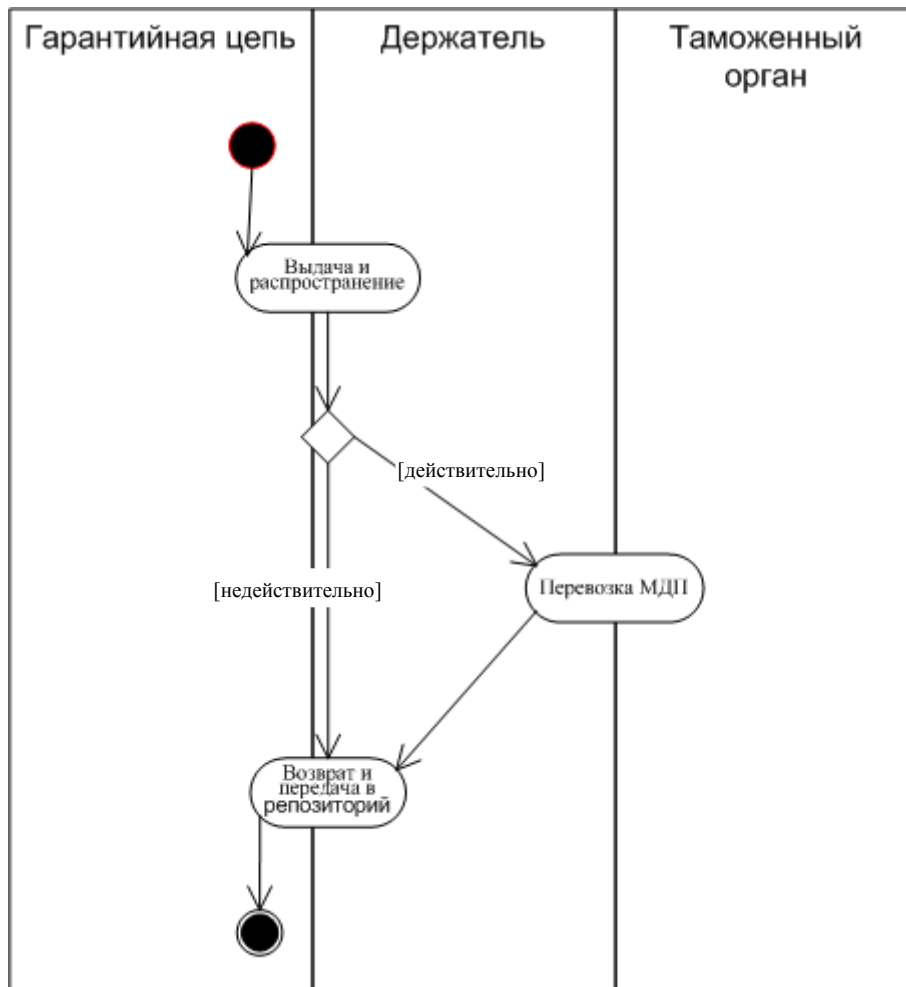 Гарантийная цепь
Держатель
Таможенный
орган
Выдача и
распространение
[действительно]
Перевозка МДП
[недействительно]
Возврат и
передача в
репозиторий